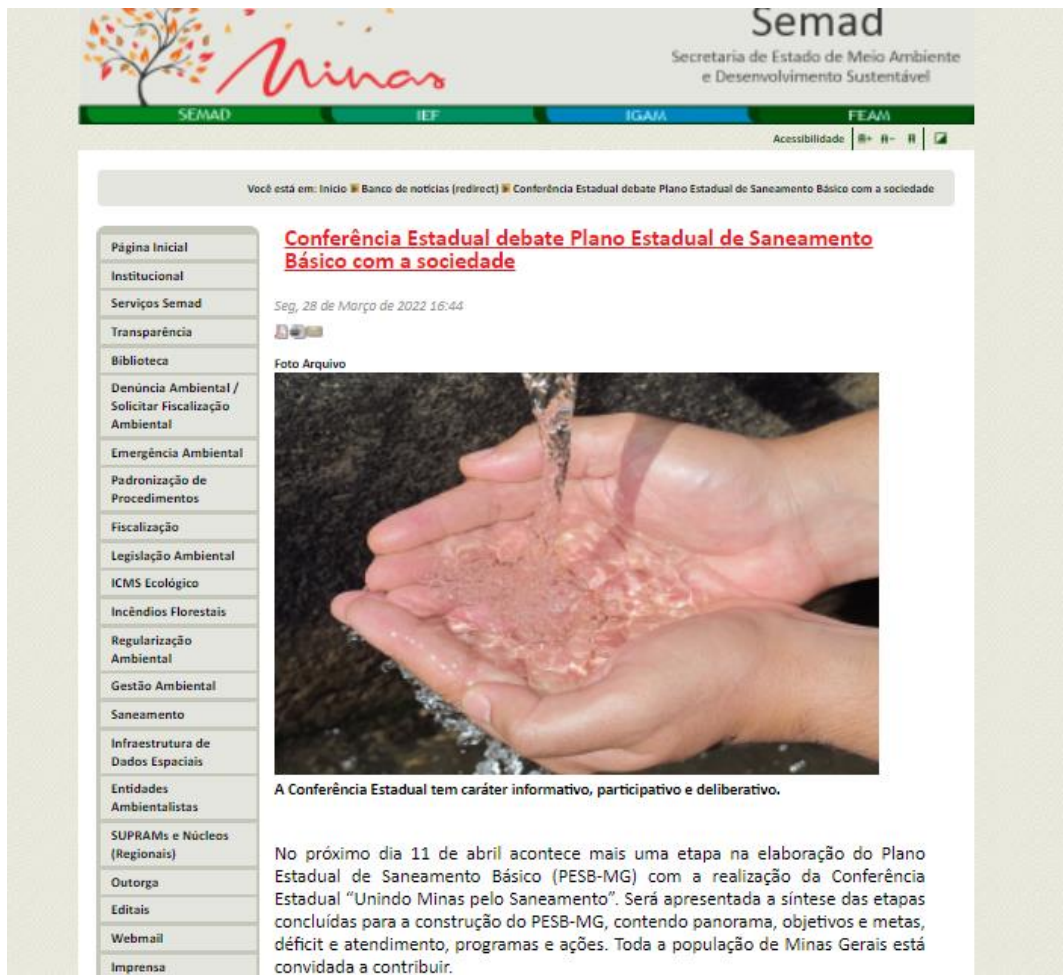 Minas
Semad
Secretaria de Estado de Meio Ambiente
e Desenvolvimento Sustentável
SEMAD
IEF
IGAM
FEAM
Acessibilidade
Você está em: Início Banco de notícias (redirect) Conferência Estadual debate Plano Estadual de Saneamento Básico com a sociedade
Página Inicial
Institucional
Serviços Semad
Transparência
Biblioteca
Denúncia Ambiental /
Solicitar Fiscalização
Ambiental
Emergência Ambiental
Padronização de
Procedimentos
Fiscalização
Legislação Ambiental
ICMS Ecológico
Incêndios Florestais
Regularização
Ambiental
Gestão Ambiental
Saneamento
Infraestrutura de
Dados Espaciais
Entidades
Ambientalistas
SUPRAMs e Núcleos
(Regionais)
Outorga
Editais
Webmail
Imprensa
Conferência Estadual debate Plano Estadual de Saneamento
Básico com a sociedade
Seg, 28 de Março de 2022 16:44
Foto Arquivo
A Conferência Estadual tem caráter informativo, participativo e deliberativo.
No próximo dia 11 de abril acontece mais uma etapa na elaboração do Plano
Estadual de Saneamento Básico (PESB-MG) com a realização da Conferência
Estadual “Unindo Minas pelo Saneamento”. Será apresentada a síntese das etapas
concluídas para a construção do PESB-MG, contendo panorama, objetivos e metas,
déficit e atendimento, programas e ações. Toda a população de Minas Gerais está
convidada a contribuir.